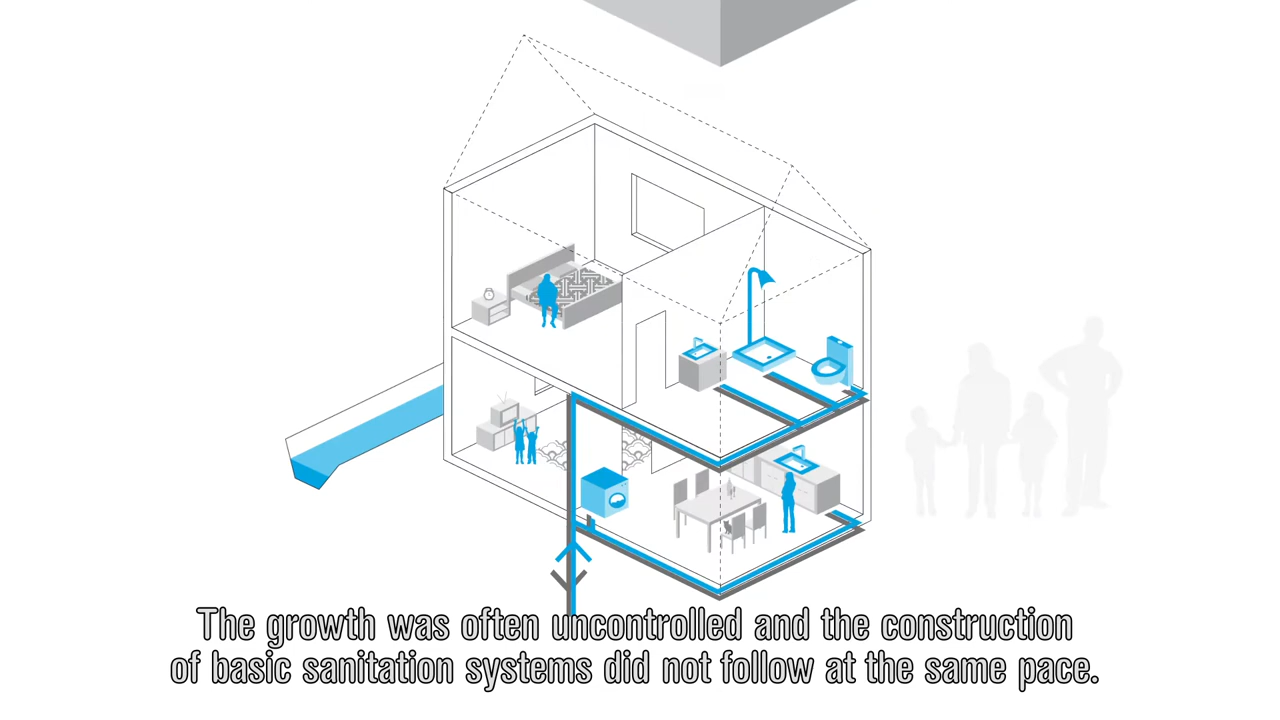 The growth was often uncontrolled and the construction
of basic sanitation systems did not follow at the same pace.